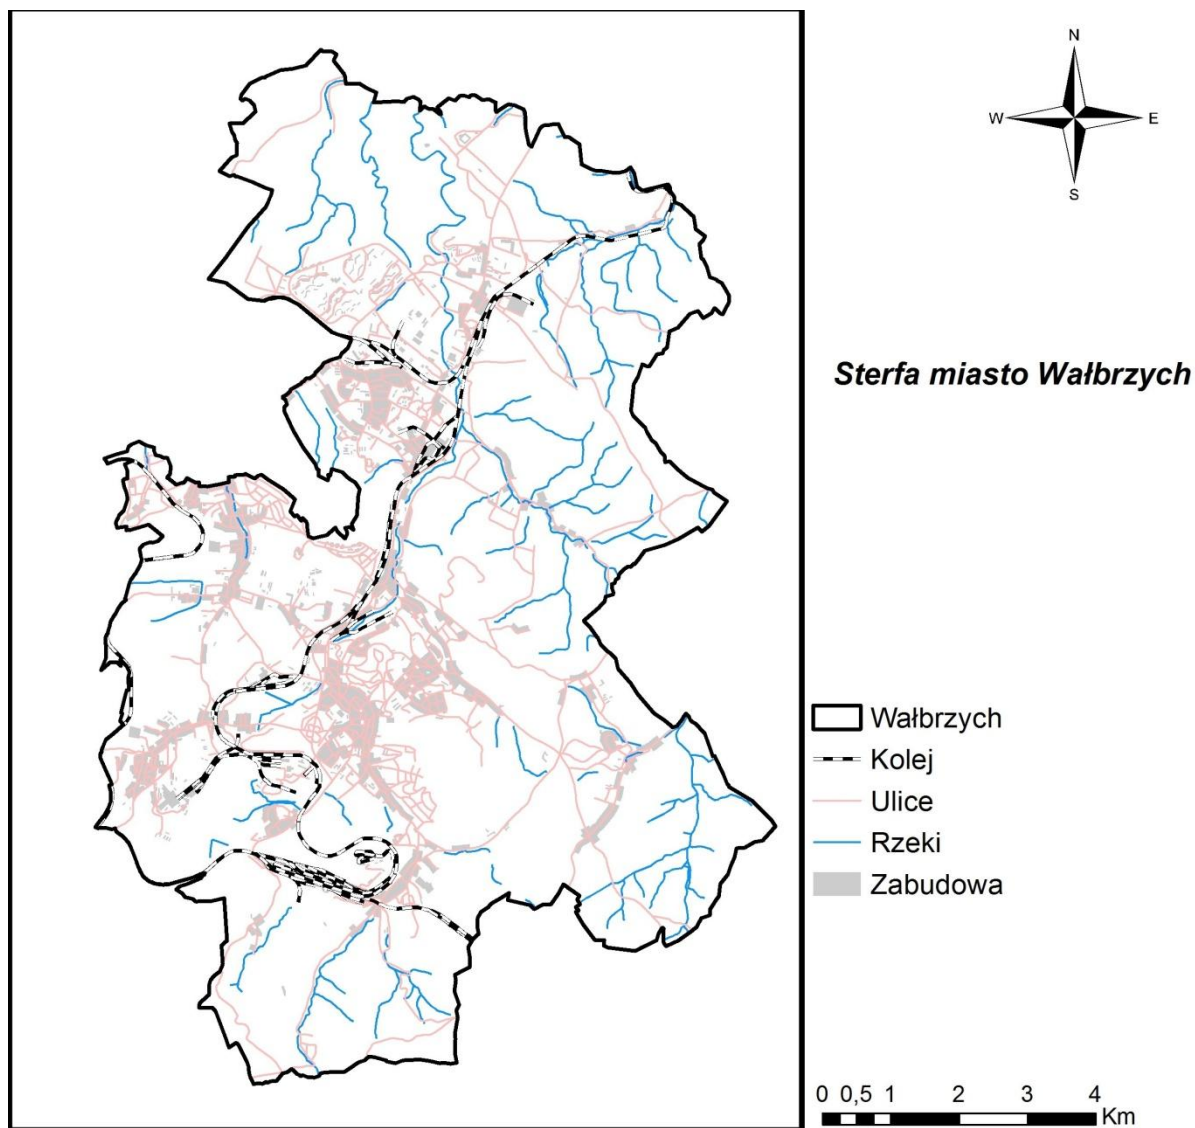 N
W E
S
Sterfa miasto Wałbrzych
Wałbrzych
Kolej
Ulice
Rzeki
Zabudowa
0 0,5 1 2 3 4
Km